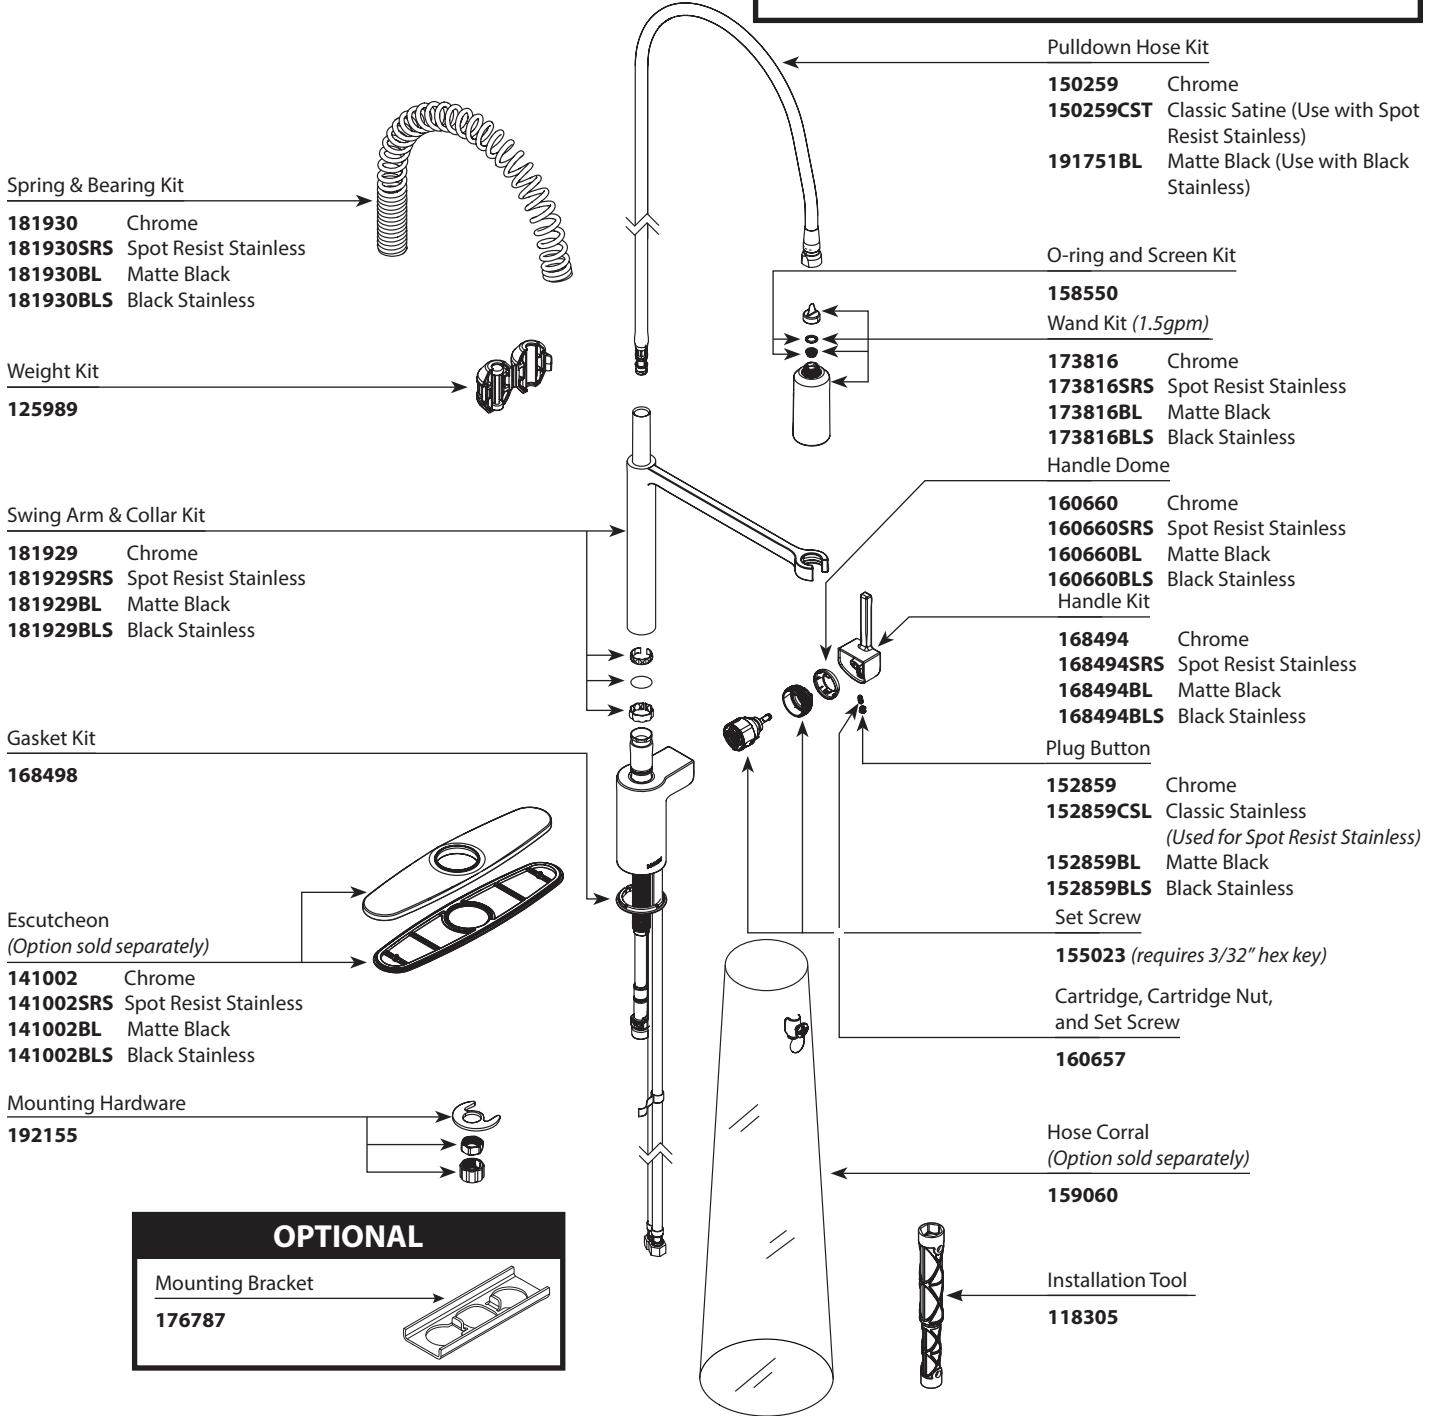 Spring & Bearing Kit
181930 Chrome
181930SRS Spot Resist Stainless
181930BL Matte Black
181930BLS Black Stainless
Weight Kit
125989
Swing Arm & Collar Kit
181929 Chrome
181929SRS Spot Resist Stainless
181929BL Matte Black
181929BLS Black Stainless
Gasket Kit
168498
Escutcheon
(Option sold separately)
141002 Chrome
141002SRS Spot Resist Stainless
141002BL Matte Black
141002BLS Black Stainless
Mounting Hardware
192155
OPTIONAL
Mounting Bracket
176787
MOEN
Pulldown Hose Kit
150259 Chrome
150259CST Classic Satine (Use with Spot
Resist Stainless)
191751BL Matte Black (Use with Black
Stainless)
O-ring and Screen Kit
158550
Wand Kit (1.5gpm)
173816 Chrome
173816SRS Spot Resist Stainless
173816BL Matte Black
173816BLS Black Stainless
Handle Dome
160660 Chrome
160660SRS Spot Resist Stainless
160660BL Matte Black
160660BLS Black Stainless
Handle Kit
168494 Chrome
168494SRS Spot Resist Stainless
168494BL Matte Black
168494BLS Black Stainless
Plug Button
152859 Chrome
152859CSL Classic Stainless
(Used for Spot Resist Stainless)
152859BL Matte Black
152859BLS Black Stainless
Set Screw
155023 (requires 3/32" hex key)
Cartridge, Cartridge Nut,
and Set Screw
160657
Hose Corral
(Option sold separately)
159060
Installation Tool
118305